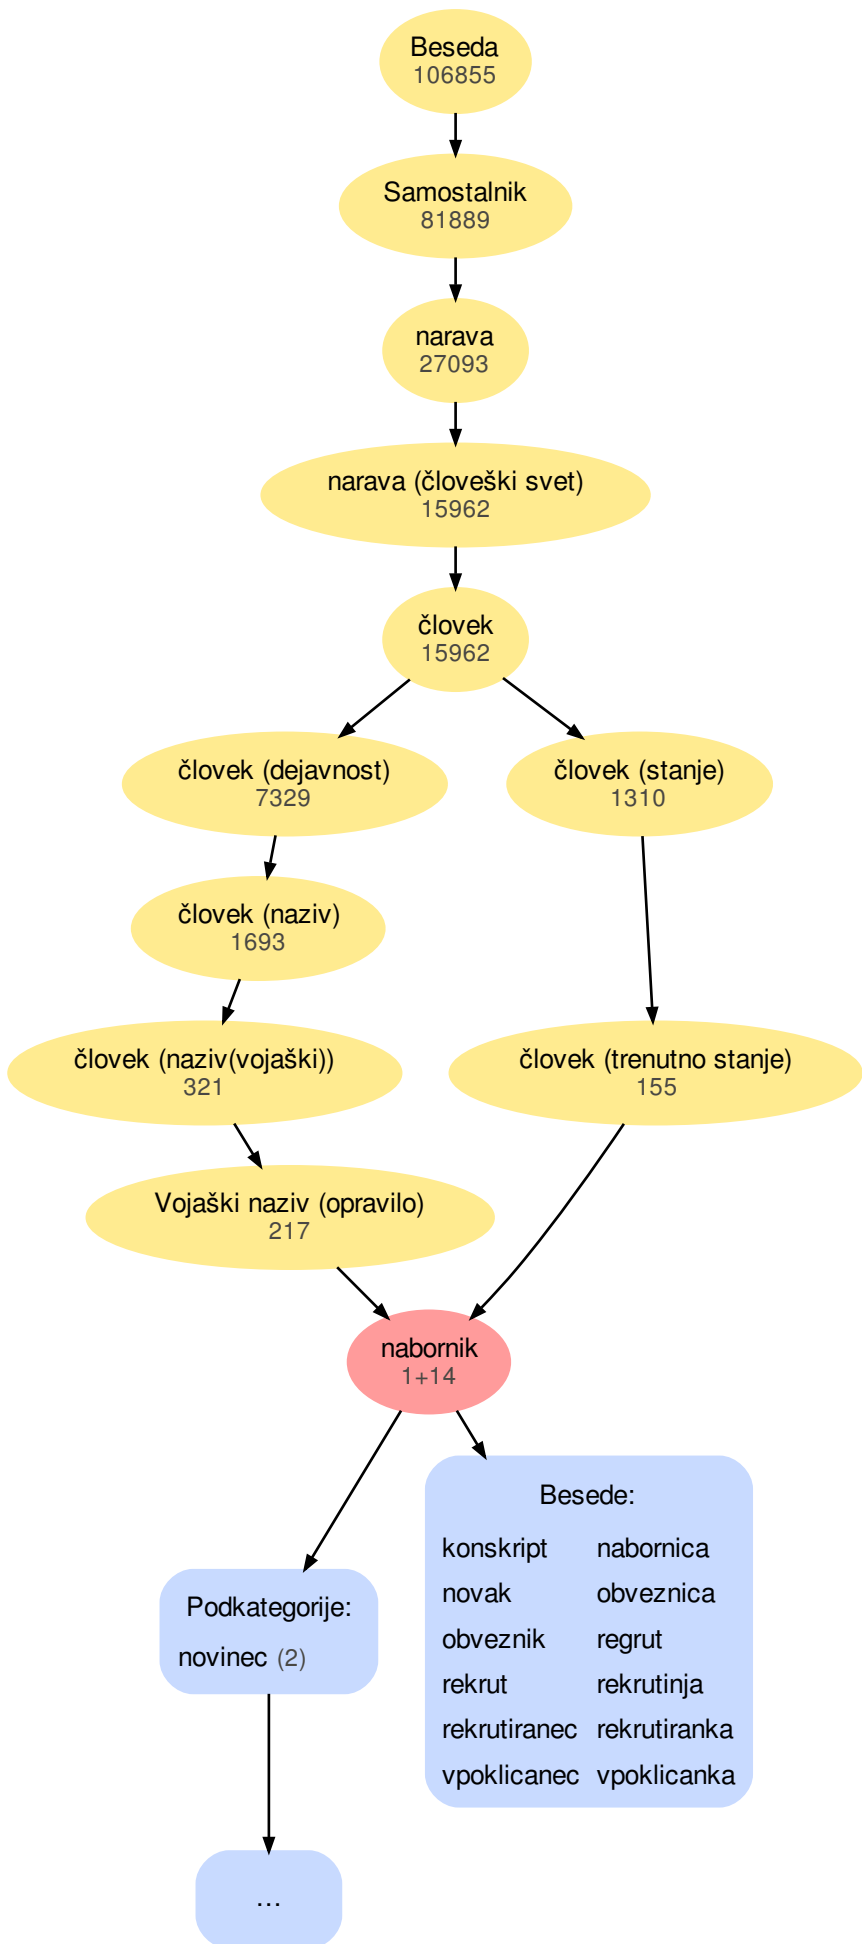 Beseda
106855
Samostalnik
81889
narava
27093
narava (človeški svet)
15962
človek
15962
človek (dejavnost)
7329
človek (stanje)
1310
človek (naziv)
1693
človek (naziv(vojaški))
321
človek (trenutno stanje)
155
Vojaški naziv (opravilo)
217
nabornik
1+14
Besede:
konskript nabornica
novak obveznica
obveznik regrut
rekrut rekrutinja
rekrutiranec rekrutiranka
vpoklicanec vpoklicanka
Podkategorije:
novinec (2)
...